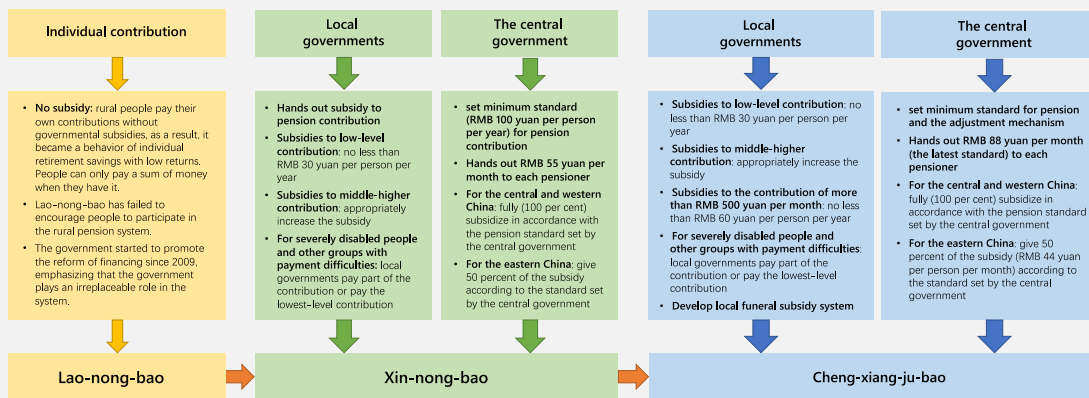 Individual contribution
• No subsidy: rural people pay their
own contributions without
governmental subsidies, as a result, it
became a behavior of individual
retirement savings with low returns.
People can only pay a sum of money
when they have it.
• Lao-nong-bao has failed to
encourage people to participate in
the rural pension system.
• The government started to promote
the reform of financing since 2009,
emphasizing that the government
plays an irreplaceable role in the
system.
Lao-nong-bao
Local
governments
• Hands out subsidy to
pension contribution
• Subsidies to low-level
contribution: no less than
RMB 30 yuan per person per
year
• Subsidies to middle-higher
contribution: appropriately
increase the subsidy
• For severely disabled people
and other groups with
payment difficulties: local
governments pay part of the
contribution or pay the
lowest-level contribution
The central
government
• set minimum standard
(RMB 100 yuan per person
per year) for pension
contribution
• Hands out RMB 55 yuan per
month to each pensioner
• For the central and western
China: fully (100 per cent)
subsidize in accordance with
the pension standard set by
the central government
• For the eastern China: give
50 percent of the subsidy
according to the standard set
by the central government
Xin-nong-bao
Local
governments
• Subsidies to low-level contribution: no
less than RMB 30 yuan per person per
year
• Subsidies to middle-higher
contribution: appropriately increase the
subsidy
• Subsidies to the contribution of more
than RMB 500 yuan per month: no less
than RMB 60 yuan per person per year
• For severely disabled people and
other groups with payment difficulties:
local governments pay part of the
contribution or pay the lowest-level
contribution
• Develop local funeral subsidy system
The central
government
• set minimum standard for pension
and the adjustment mechanism
• Hands out RMB 88 yuan per month
(the latest standard) to each
pensioner
• For the central and western China:
fully (100 per cent) subsidize in
accordance with the pension standard
set by the central government
• For the eastern China: give 50
percent of the subsidy (RMB 44 yuan
per person per month) according to
the standard set by the central
government
Cheng-xiang-ju-bao